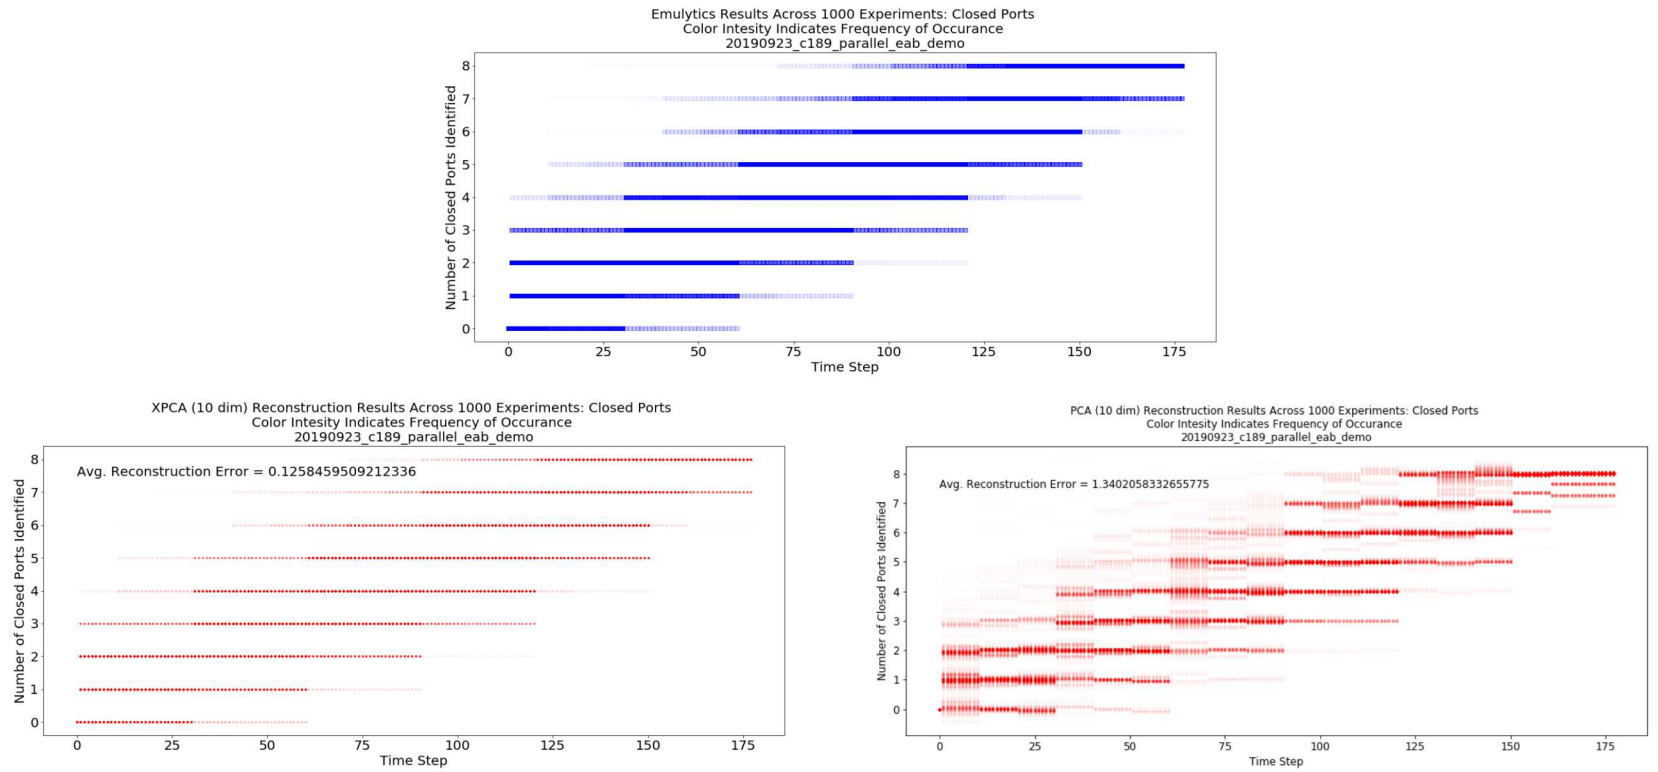 Emulytics Results Across 1000 Experiments: Closed Ports
Color Intesity Indicates Frequency of Occurance
20190923_c189_parallel_eab_demo
Number of Closed Ports Identified
8
7
6
5
4
3
2
1
0
0 25 50 75 100 125 150 175
Time Step
XPCA (10 dim) Reconstruction Results Across 1000 Experiments: Closed Ports
Color Intesity Indicates Frequency of Occurance
20190923_c189_parallel_eab_demo
Avg. Reconstruction Error = 0.1258459509212336
Number of Closed Ports Identified
8
7
6
5
4
3
2
1
0
0 25 50 75 100 125 150 175
Time Step
PCA (10 dim) Reconstruction Results Across 1000 Experiments: Closed Ports
Color Intesity Indicates Frequency of Occurance
20190923_c189_parallel_eab_demo
Avg. Reconstruction Error = 1.3402058332655775
Number of Closed Ports Identified
8
7
6
5
4
3
2
1
0
0 25 50 75 100 125 150 175
Time Step